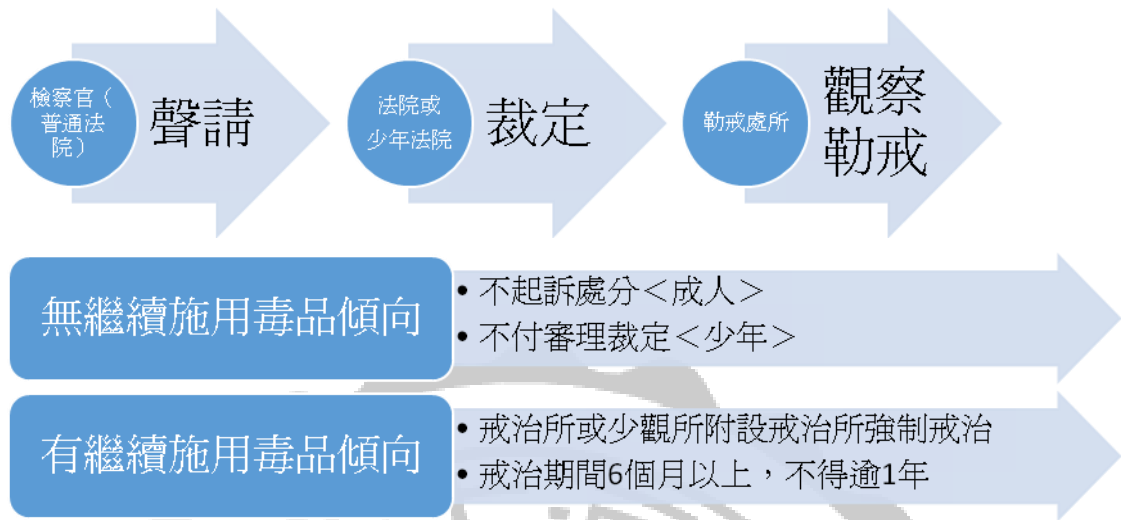 檢察官（
普通法
院）
聲請
法院或
少年法院
裁定
勒戒處所
觀察
勒戒
無繼續施用毒品傾向
• 不起訴處分＜成人＞
• 不付審理裁定＜少年＞
有繼續施用毒品傾向
• 戒治所或少觀所附設戒治所強制戒治
• 戒治期間6個月以上，不得逾1年